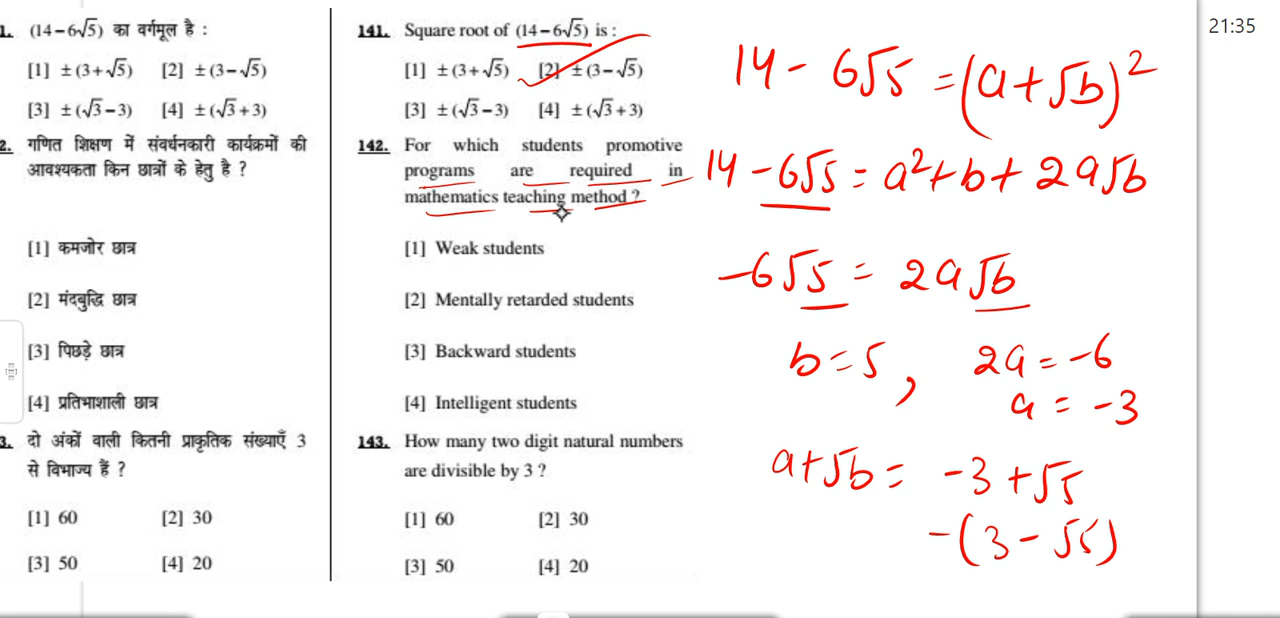 1. (14−6√5) का वर्गमूल है :
[1] ±(3+√5) [2] ±(3−√5)
[3] ±(√3−3) [4] ±(√3+3)
2. गणित शिक्षण में संवर्धनकारी कार्यक्रमों की
आवश्यकता किन छात्रों के हेतु है ?
[1] कमजोर छात्र
[2] मंदबुद्धि छात्र
[3] पिछड़े छात्र
[4] प्रतिभाशाली छात्र
3. दो अंकों वाली कितनी प्राकृतिक संख्याएँ 3
से विभाज्य हैं ?
[1] 60 [2] 30
[3] 50 [4] 20
141. Square root of (14−6√5) is :
[1] ±(3+√5) [2] ±(3−√5)
[3] ±(√3−3) [4] ±(√3+3)
142. For which students promotive
programs are required in
mathematics teaching method ?
[1] Weak students
[2] Mentally retarded students
[3] Backward students
[4] Intelligent students
143. How many two digit natural numbers
are divisible by 3 ?
[1] 60 [2] 30
[3] 50 [4] 20
14 − 6√5 = (a+√b)²
14 − 6√5 = a²+b+2a√b
−6√5 = 2a√b
b=5, 2a=−6
a = −3
a+√b = −3+√5
−(3−√5)
21:35